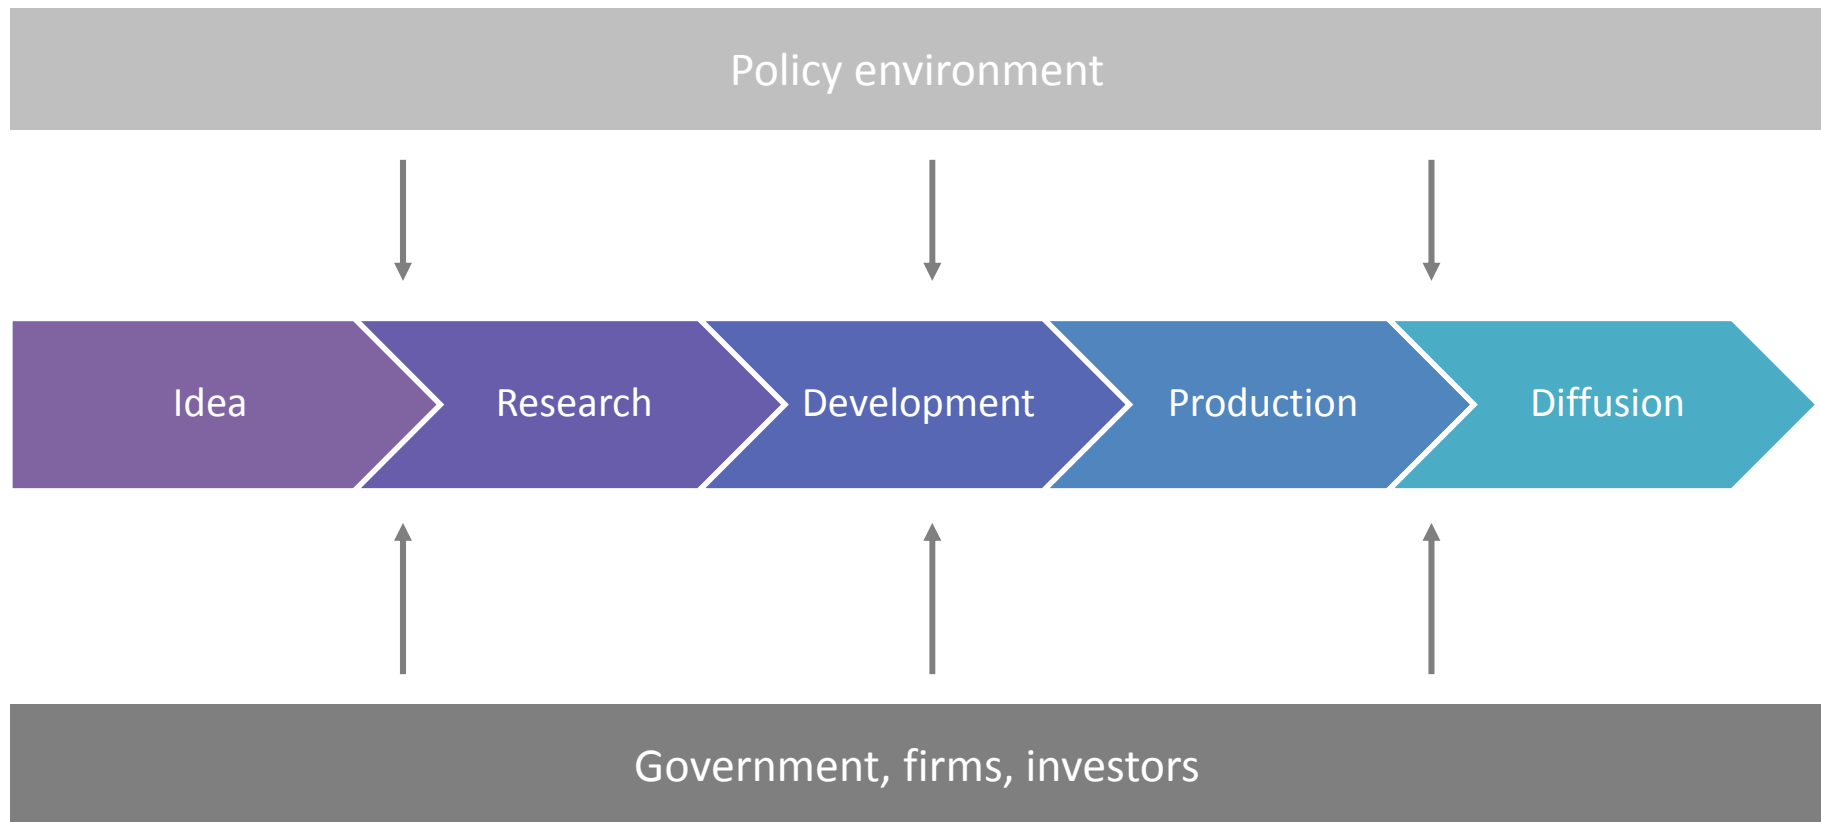 Policy environment
Idea
Research
Development
Production
Diffusion
Government, firms, investors